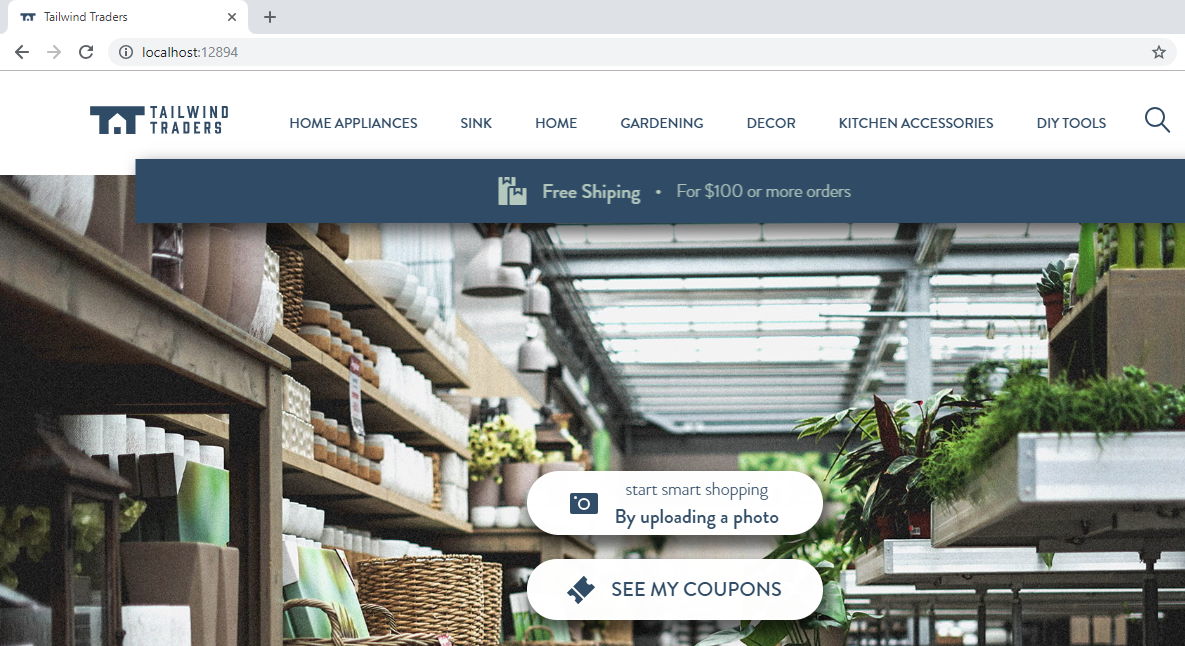 Tailwind Traders
localhost:12894
TAILWIND
TRADERS
HOME APPLIANCES SINK HOME GARDENING DECOR KITCHEN ACCESSORIES DIY TOOLS
Free Shiping • For $100 or more orders
start smart shopping
By uploading a photo
SEE MY COUPONS